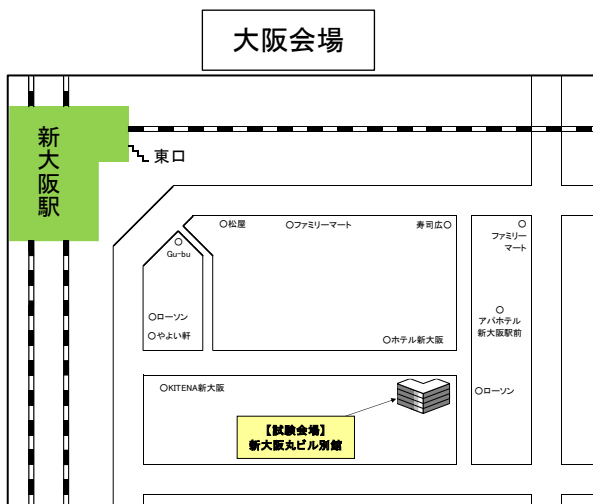 大阪会場
新大阪駅
東口
○松屋
○ファミリーマート
寿司広○
○
ファミリー
マート
○
Gu-bu
○
アパホテル
新大阪駅前
○ローソン
○やよい軒
○ホテル新大阪
○KITENA新大阪
○ローソン
【試験会場】
新大阪丸ビル別館